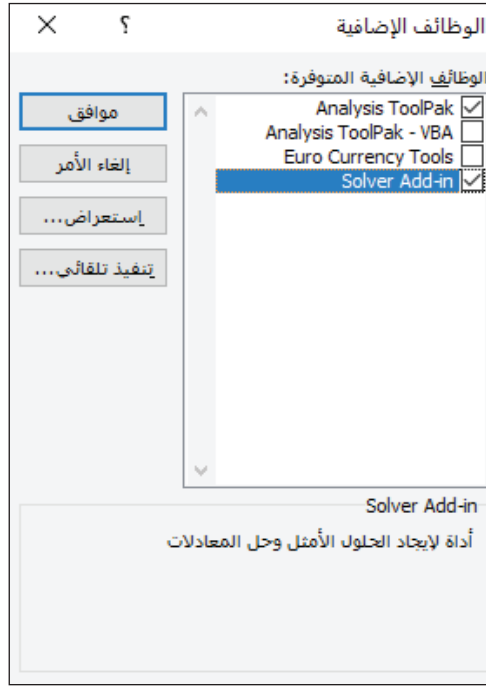 الوظائف الإضافية
؟
الوظائف الإضافية المتوفرة:
Analysis ToolPak
Analysis ToolPak - VBA
Euro Currency Tools
Solver Add-in
موافق
إلغاء الأمر
إستعراض...
تنفيذ تلقائي...
Solver Add-in
أداة لإيجاد الحلول الأمثل وحل المعادلات